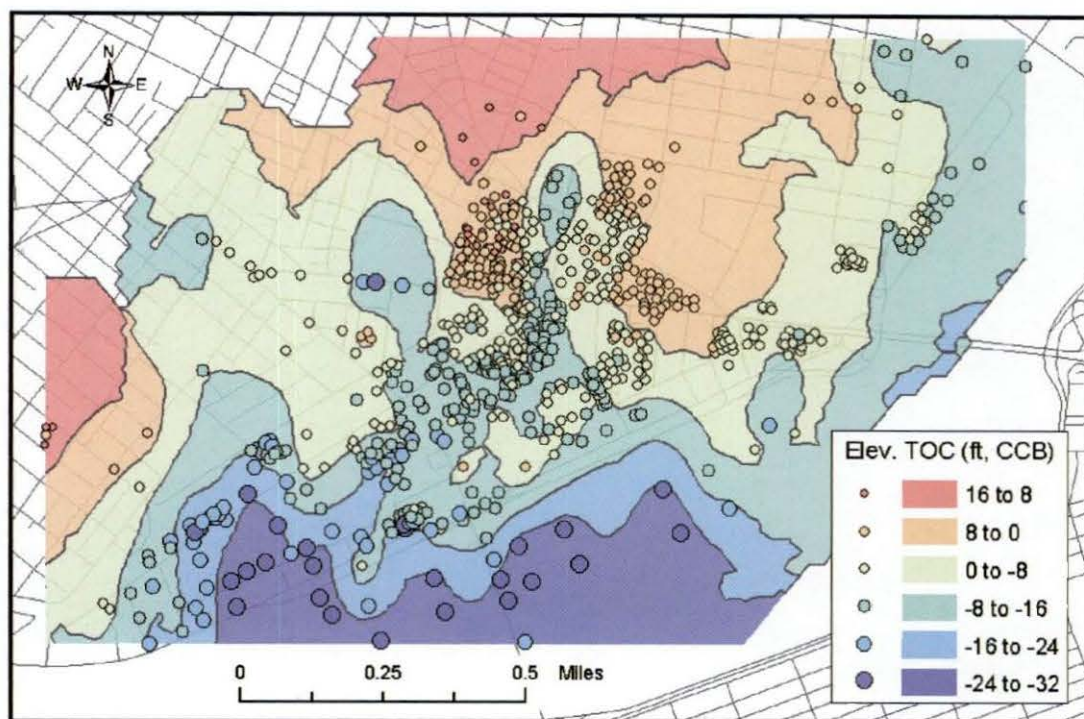 N
W E
S
Elev. TOC (ft, CCB)
16 to 8
8 to 0
0 to -8
-8 to -16
-16 to -24
-24 to -32
0 0.25 0.5 Miles